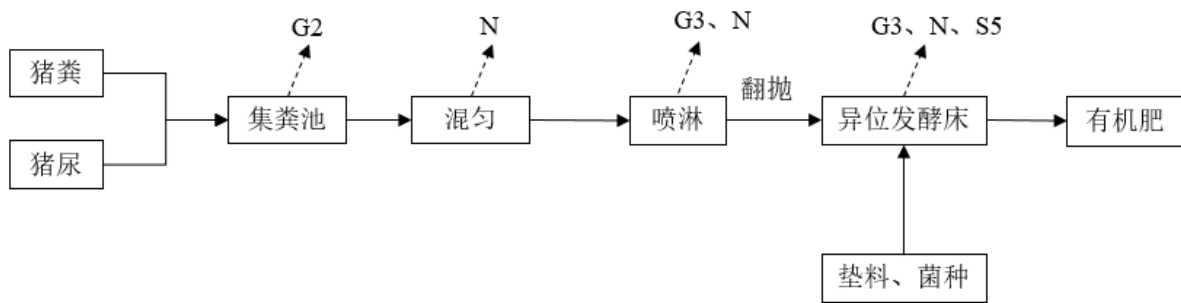 G2
N
G3、N
G3、N、S5
猪粪
猪尿
集粪池
混匀
喷淋
翻抛
异位发酵床
有机肥
垫料、菌种